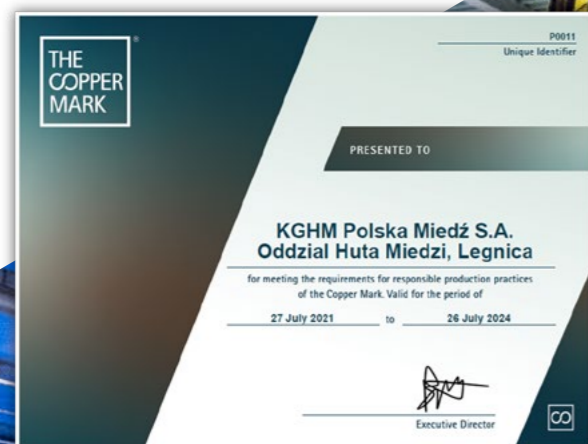 THE
COPPER
MARK
®
P0011
Unique Identifier
PRESENTED TO
KGHM Polska Miedź S.A.
Oddzial Huta Miedzi, Legnica
for meeting the requirements for responsible production practices
of the Copper Mark. Valid for the period of
27 July 2021 to 26 July 2024
Executive Director